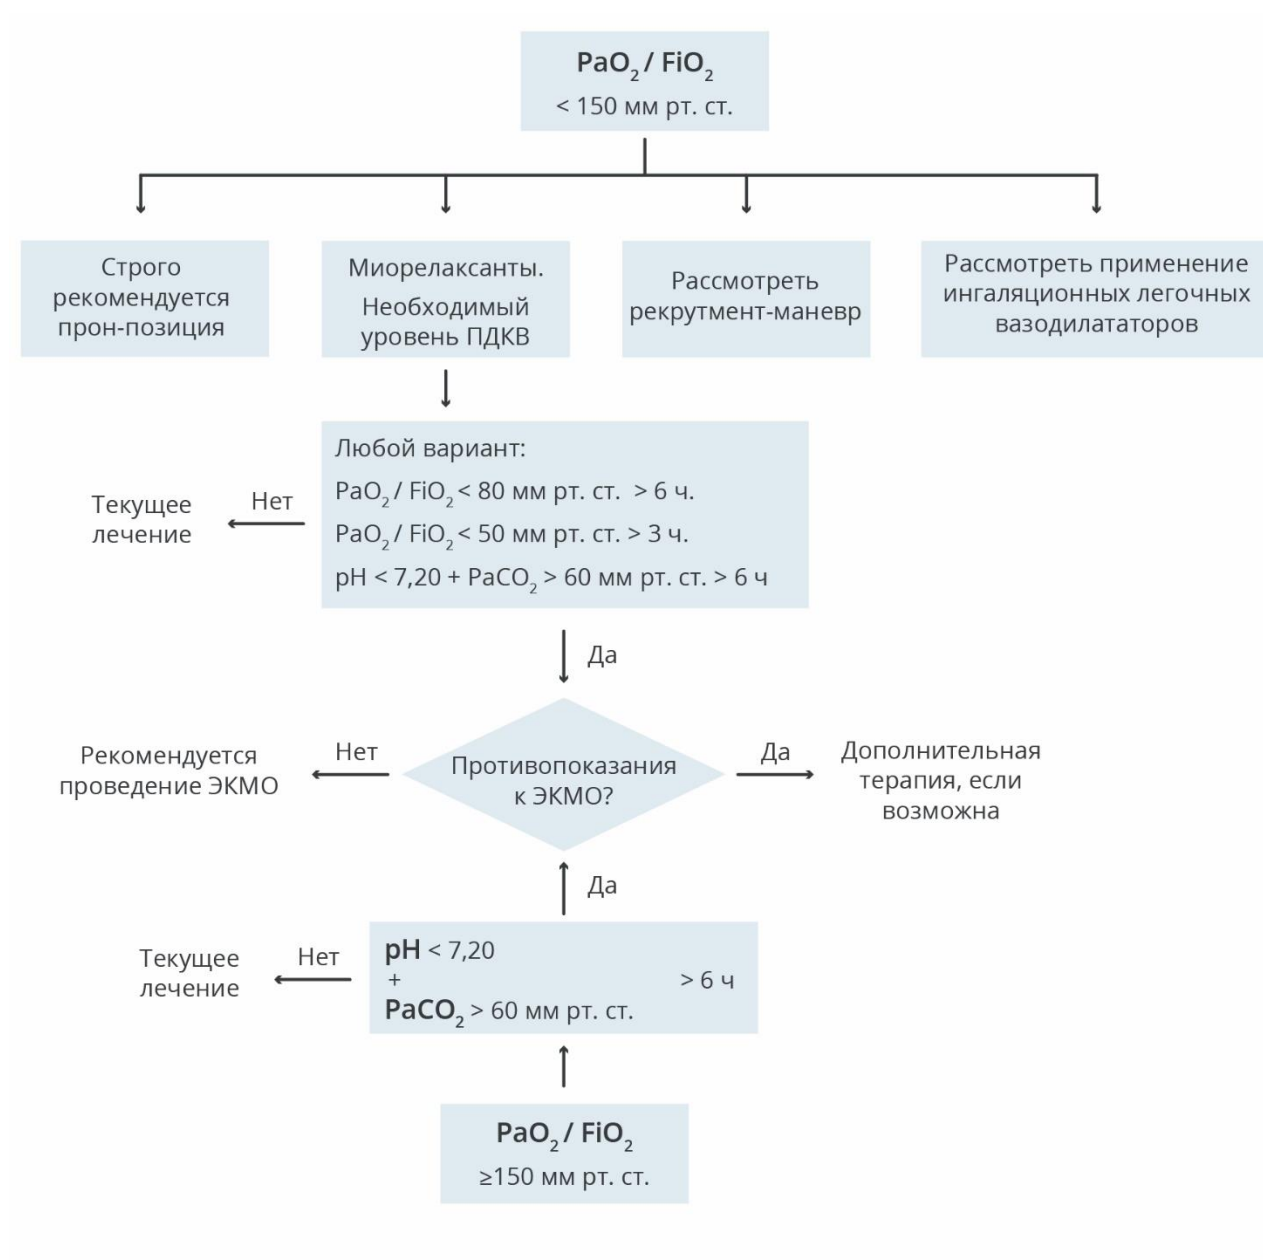 PaO₂ / FiO₂
< 150 мм рт. ст.
Строго
рекомендуется
прон-позиция
Миорелаксанты.
Необходимый
уровень ПДКВ
Рассмотреть
рекрутмент-маневр
Рассмотреть применение
ингаляционных легочных
вазодилататоров
Любой вариант:
PaO₂ / FiO₂ < 80 мм рт. ст. > 6 ч.
PaO₂ / FiO₂ < 50 мм рт. ст. > 3 ч.
pH < 7,20 + PaCO₂ > 60 мм рт. ст. > 6 ч
Нет
Текущее
лечение
Да
Противопоказания
к ЭКМО?
Нет
Рекомендуется
проведение ЭКМО
Да
Дополнительная
терапия, если
возможна
Да
pH < 7,20
+ > 6 ч
PaCO₂ > 60 мм рт. ст.
Нет
Текущее
лечение
PaO₂ / FiO₂
≥150 мм рт. ст.